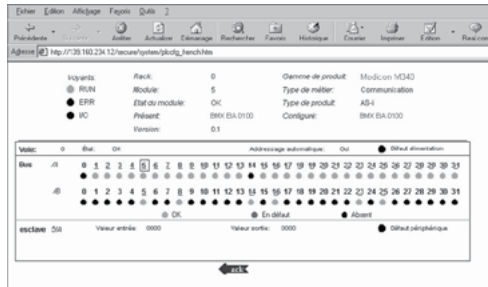 Fichier Edition Affichage Favoris Outils ?
Précédente Suivante Arrêter Actualiser Démarrage Rechercher Favoris Historique Courrier Imprimer Edition Real.com
Adresse http://139.160.234.12/secure/system/plccfg_french.htm
Voyants: Rack: 0 Gamme de produit: Modicon M340
RUN Module: 5 Type de métier: Communication
ERR Etat du module: OK Type de produit: AS-i
I/O Présent: BMX EIA 0100 Configuré: BMX EIA 0100
Version: 0.1
Voie: 0 État: OK Addressage automatique: Oui Défaut alimentation
Bus /A 0 1 2 3 4 5 6 7 8 9 10 11 12 13 14 15 16 17 18 19 20 21 22 23 24 25 26 27 28 29 30 31
/B 0 1 2 3 4 5 6 7 8 9 10 11 12 13 14 15 16 17 18 19 20 21 22 23 24 25 26 27 28 29 30 31
OK En défaut Absent
esclave 5/A Valeur entrée: 0000 Valeur sortie: 0000 Défaut périphérique